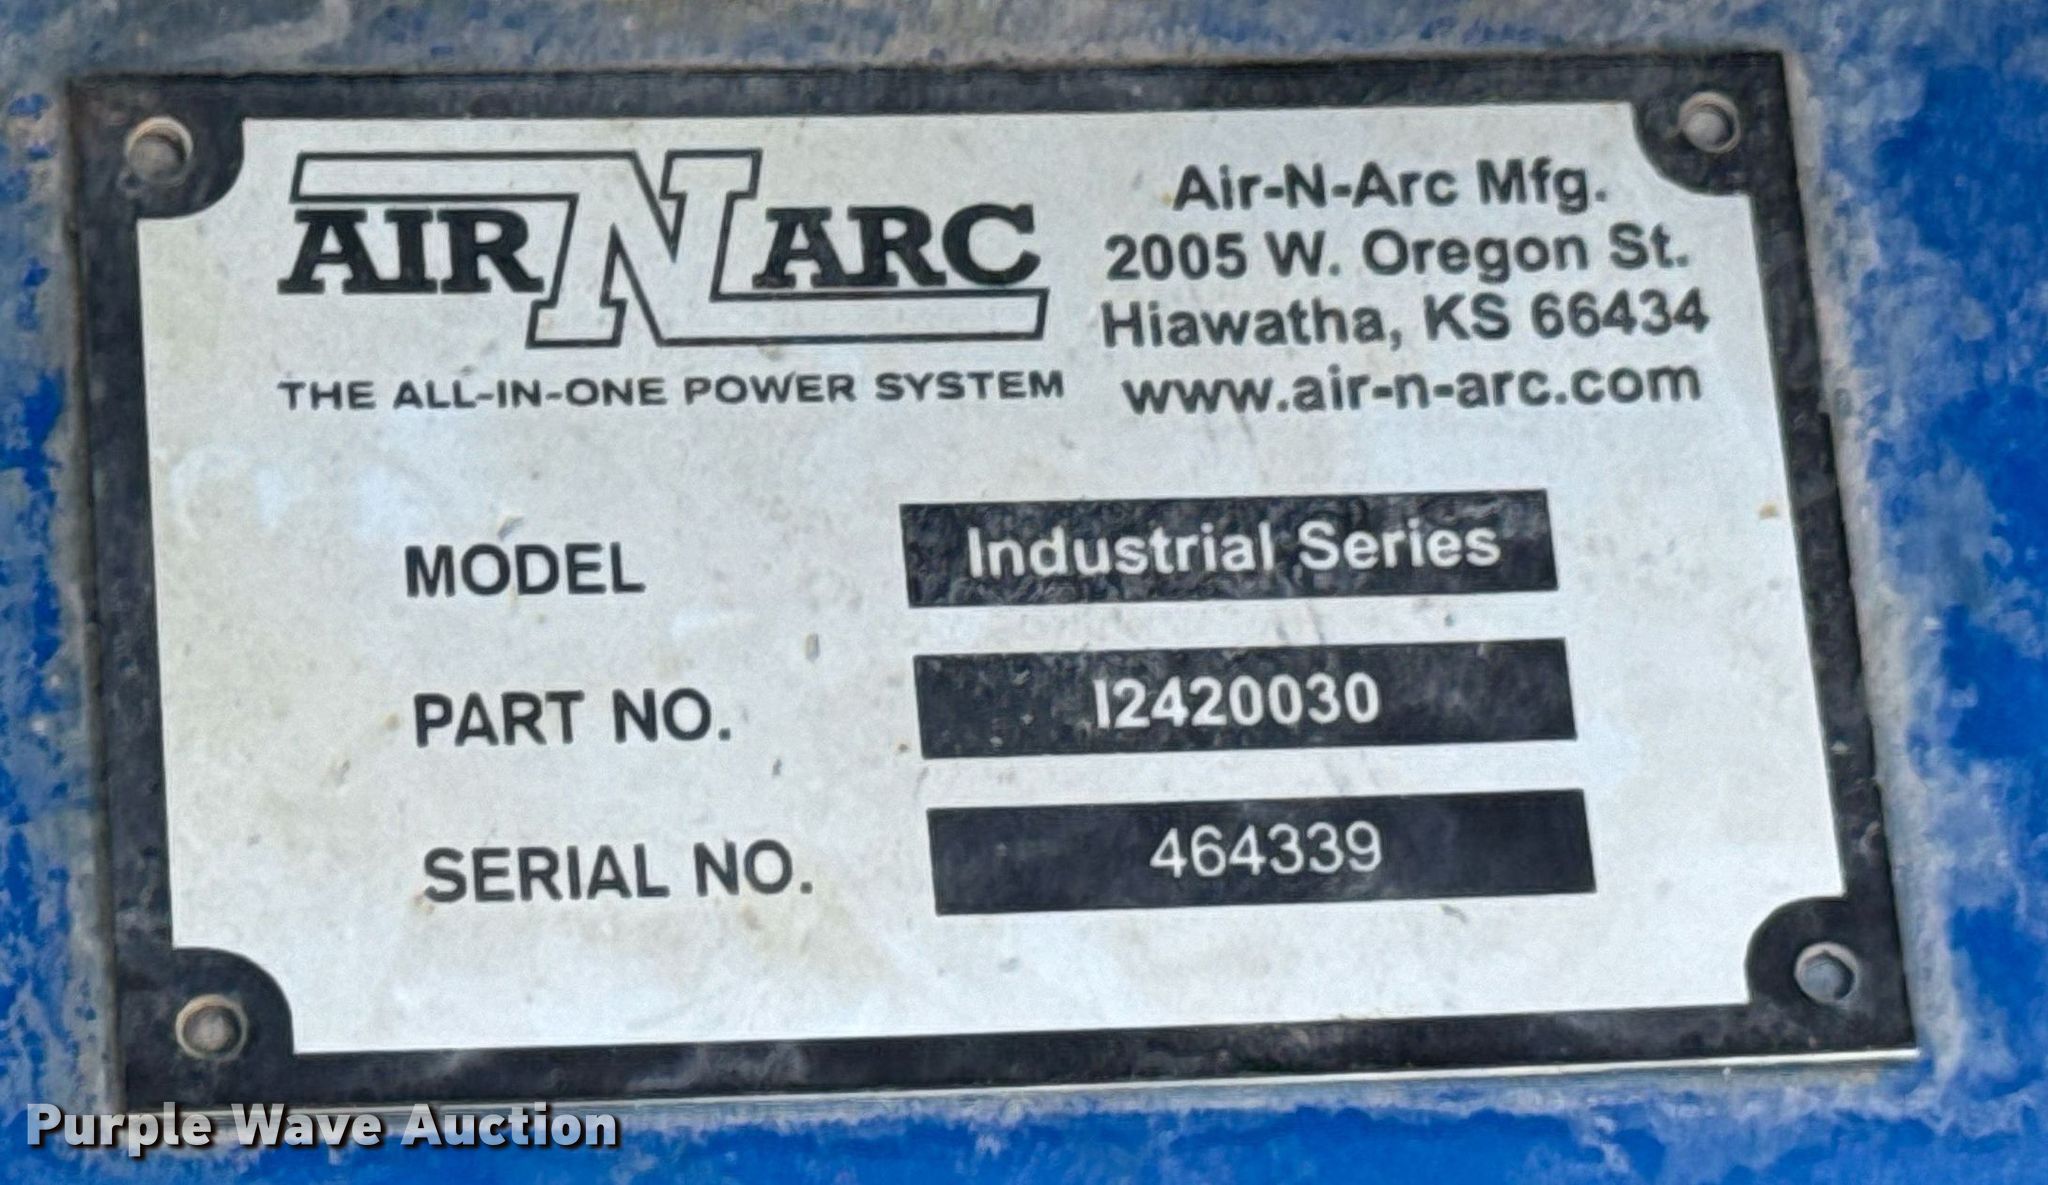 AIR N ARC
THE ALL-IN-ONE POWER SYSTEM
Air-N-Arc Mfg.
2005 W. Oregon St.
Hiawatha, KS 66434
www.air-n-arc.com
MODEL Industrial Series
PART NO. I2420030
SERIAL NO. 464339
Purple Wave Auction